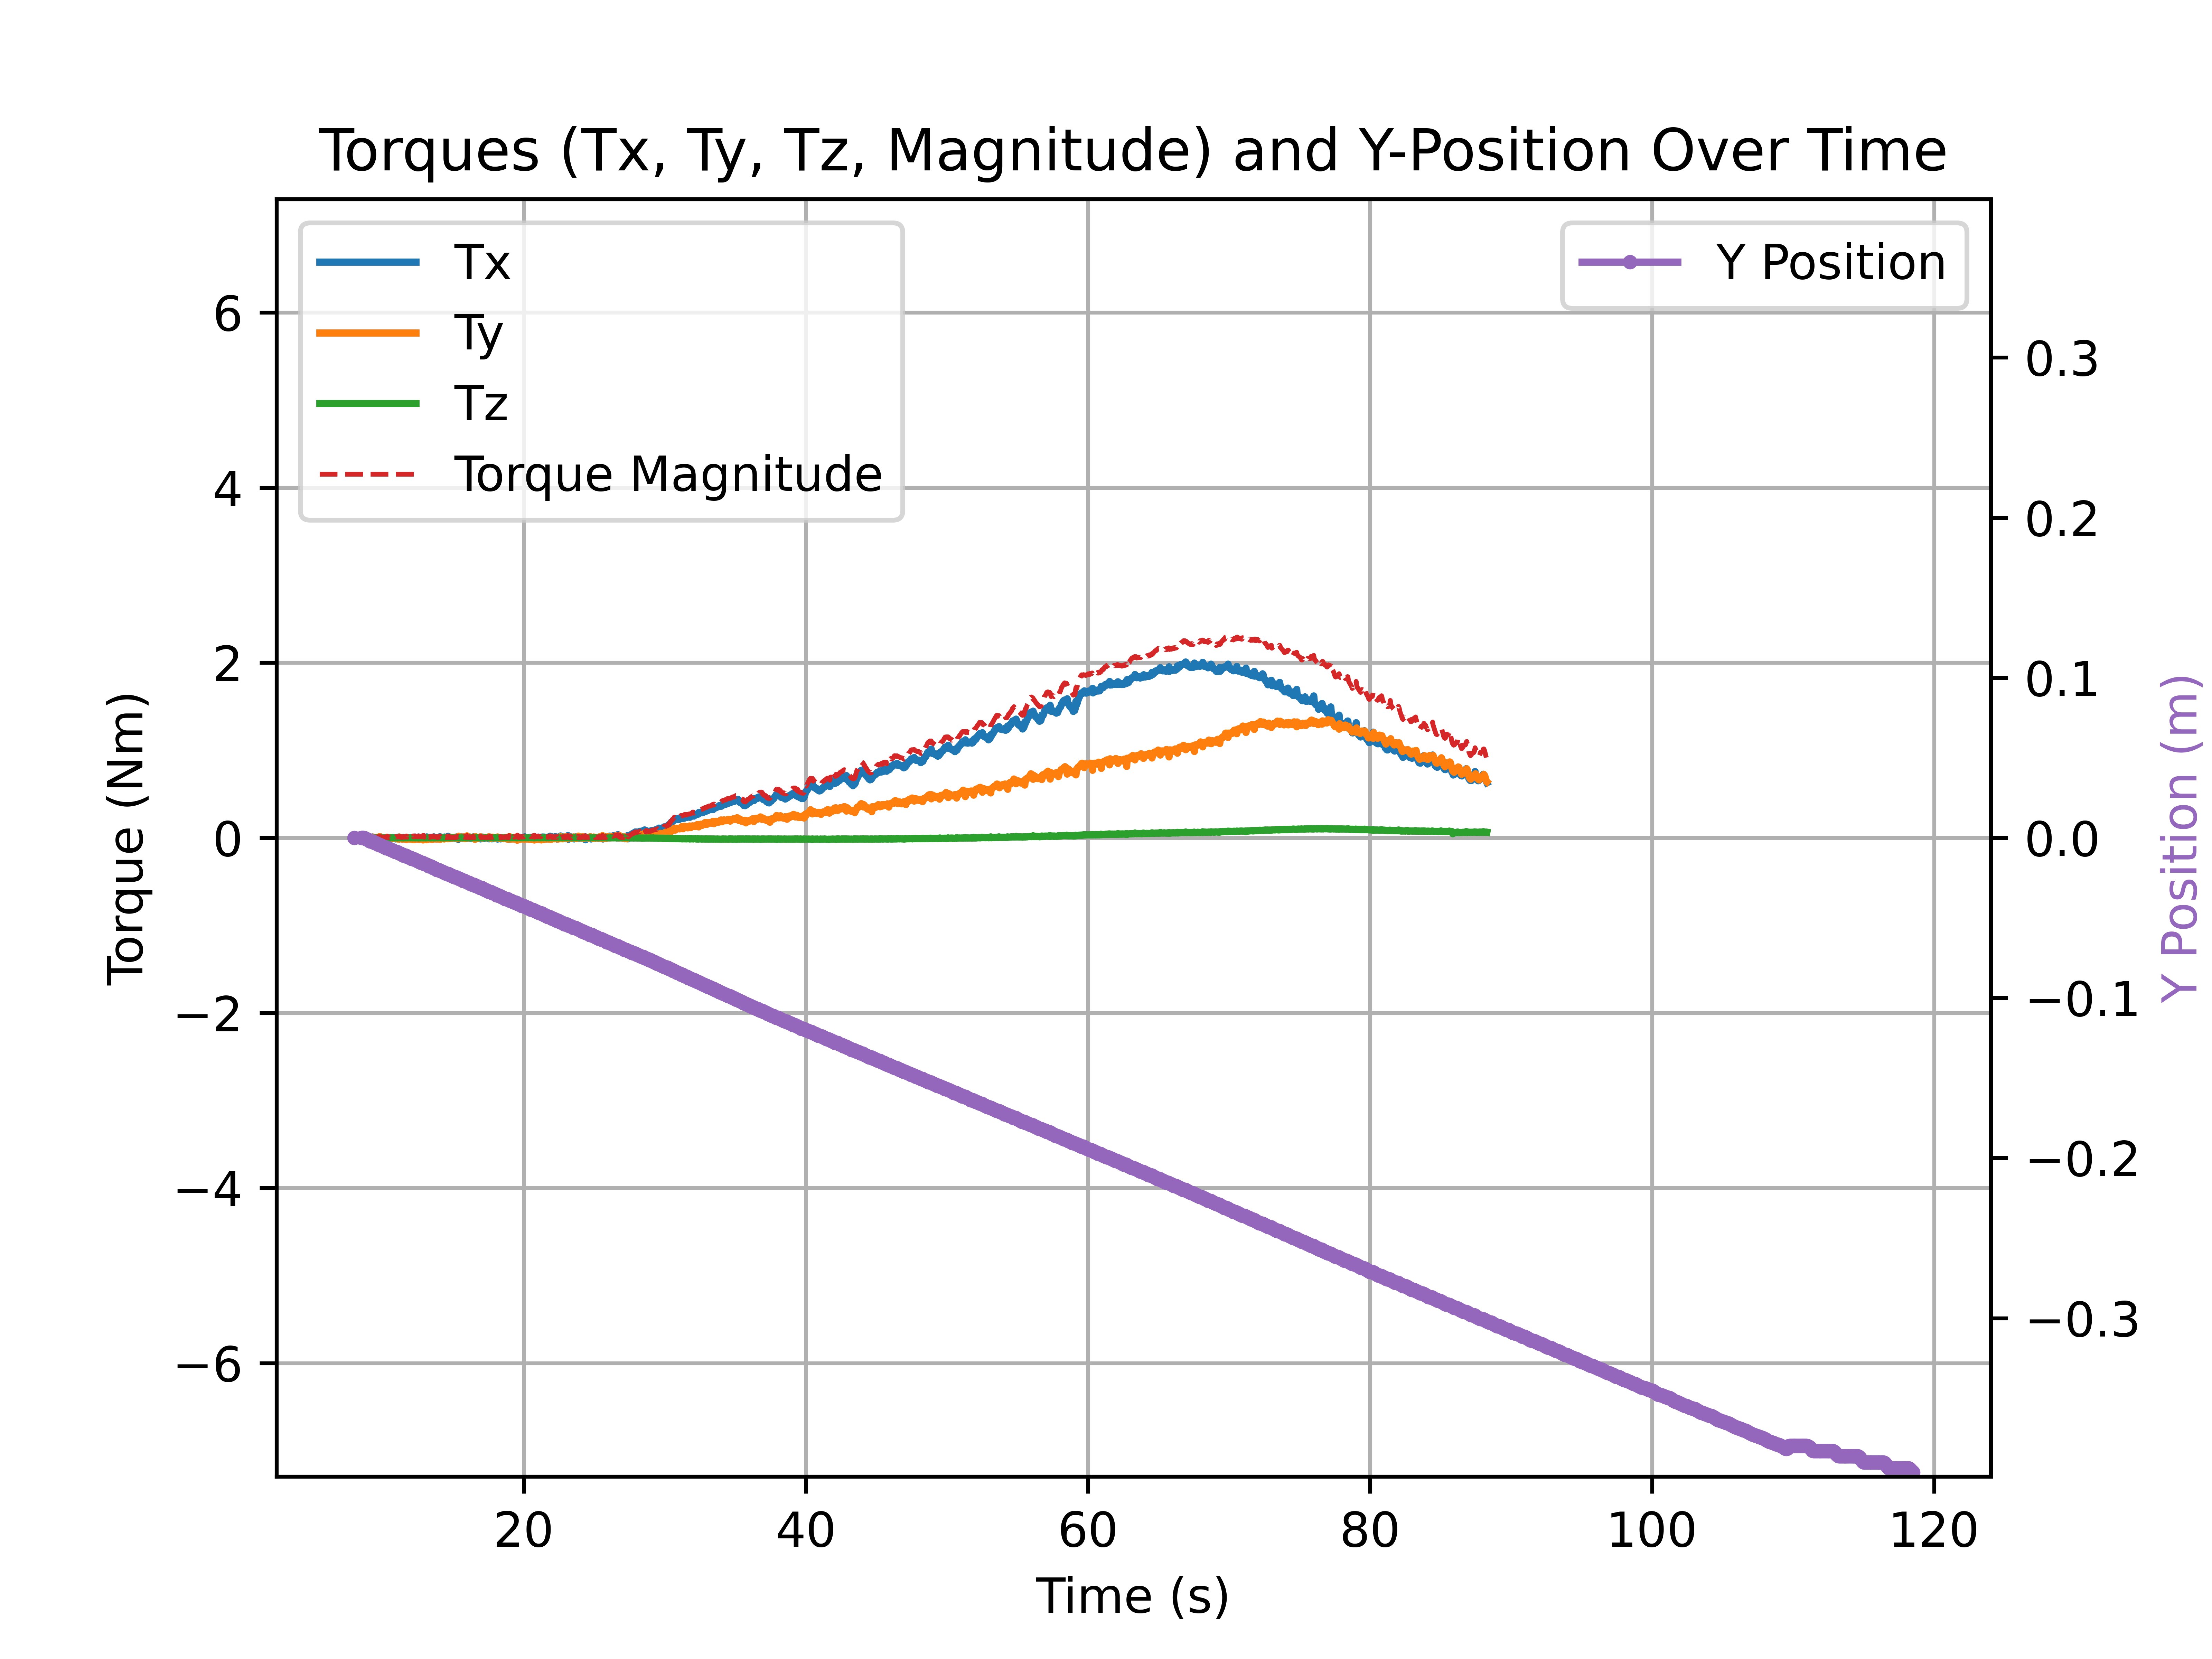 Torques (Tx, Ty, Tz, Magnitude) and Y-Position Over Time
Tx
Ty
Tz
Torque Magnitude
Y Position
6
4
2
0
−2
−4
−6
Torque (Nm)
0.3
0.2
0.1
0.0
−0.1
−0.2
−0.3
Y Position (m)
20 40 60 80 100 120
Time (s)